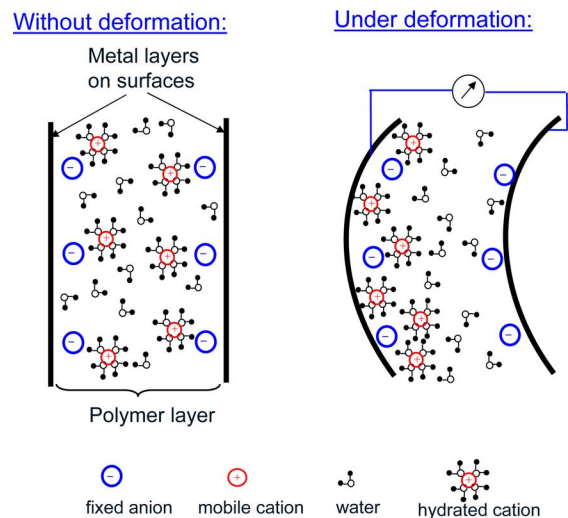 Without deformation:
Under deformation:
Metal layers
on surfaces
Polymer layer
fixed anion
mobile cation
water
hydrated cation